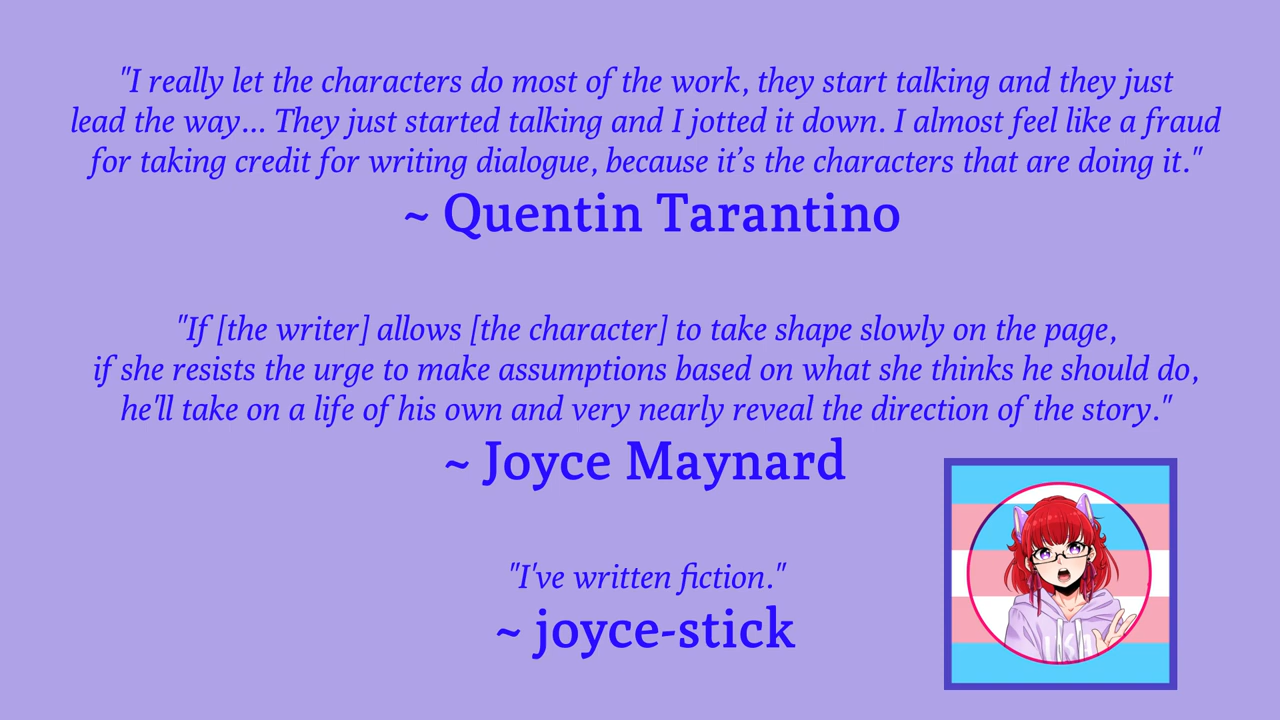 "I really let the characters do most of the work, they start talking and they just
lead the way... They just started talking and I jotted it down. I almost feel like a fraud
for taking credit for writing dialogue, because it’s the characters that are doing it."
~ Quentin Tarantino
"If [the writer] allows [the character] to take shape slowly on the page,
if she resists the urge to make assumptions based on what she thinks he should do,
he'll take on a life of his own and very nearly reveal the direction of the story."
~ Joyce Maynard
"I've written fiction."
~ joyce-stick